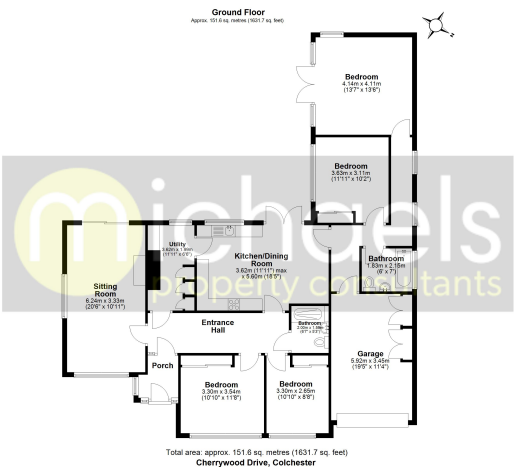 Ground Floor
Approx. 151.6 sq. metres (1631.7 sq. feet)
N
Bedroom
4.14m x 4.11m
(13'7" x 13'6")
Bedroom
3.63m x 3.11m
(11'11" x 10'2")
michaels
property consultants
Utility
Kitchen/Dining
Room
3.62m (11'11") max
x 5.60m (18'5")
Bathroom
1.83m x 2.15m
(6' x 7')
Sitting
Room
6.24m x 3.33m
(20'6" x 10'11")
Entrance
Hall
Bathroom
Porch
Garage
5.92m x 3.45m
(19'5" x 11'4")
Bedroom
3.30m x 3.54m
(10'10" x 11'8")
Bedroom
3.30m x 2.65m
(10'10" x 8'8")
Total area: approx. 151.6 sq. metres (1631.7 sq. feet)
Cherrywood Drive, Colchester